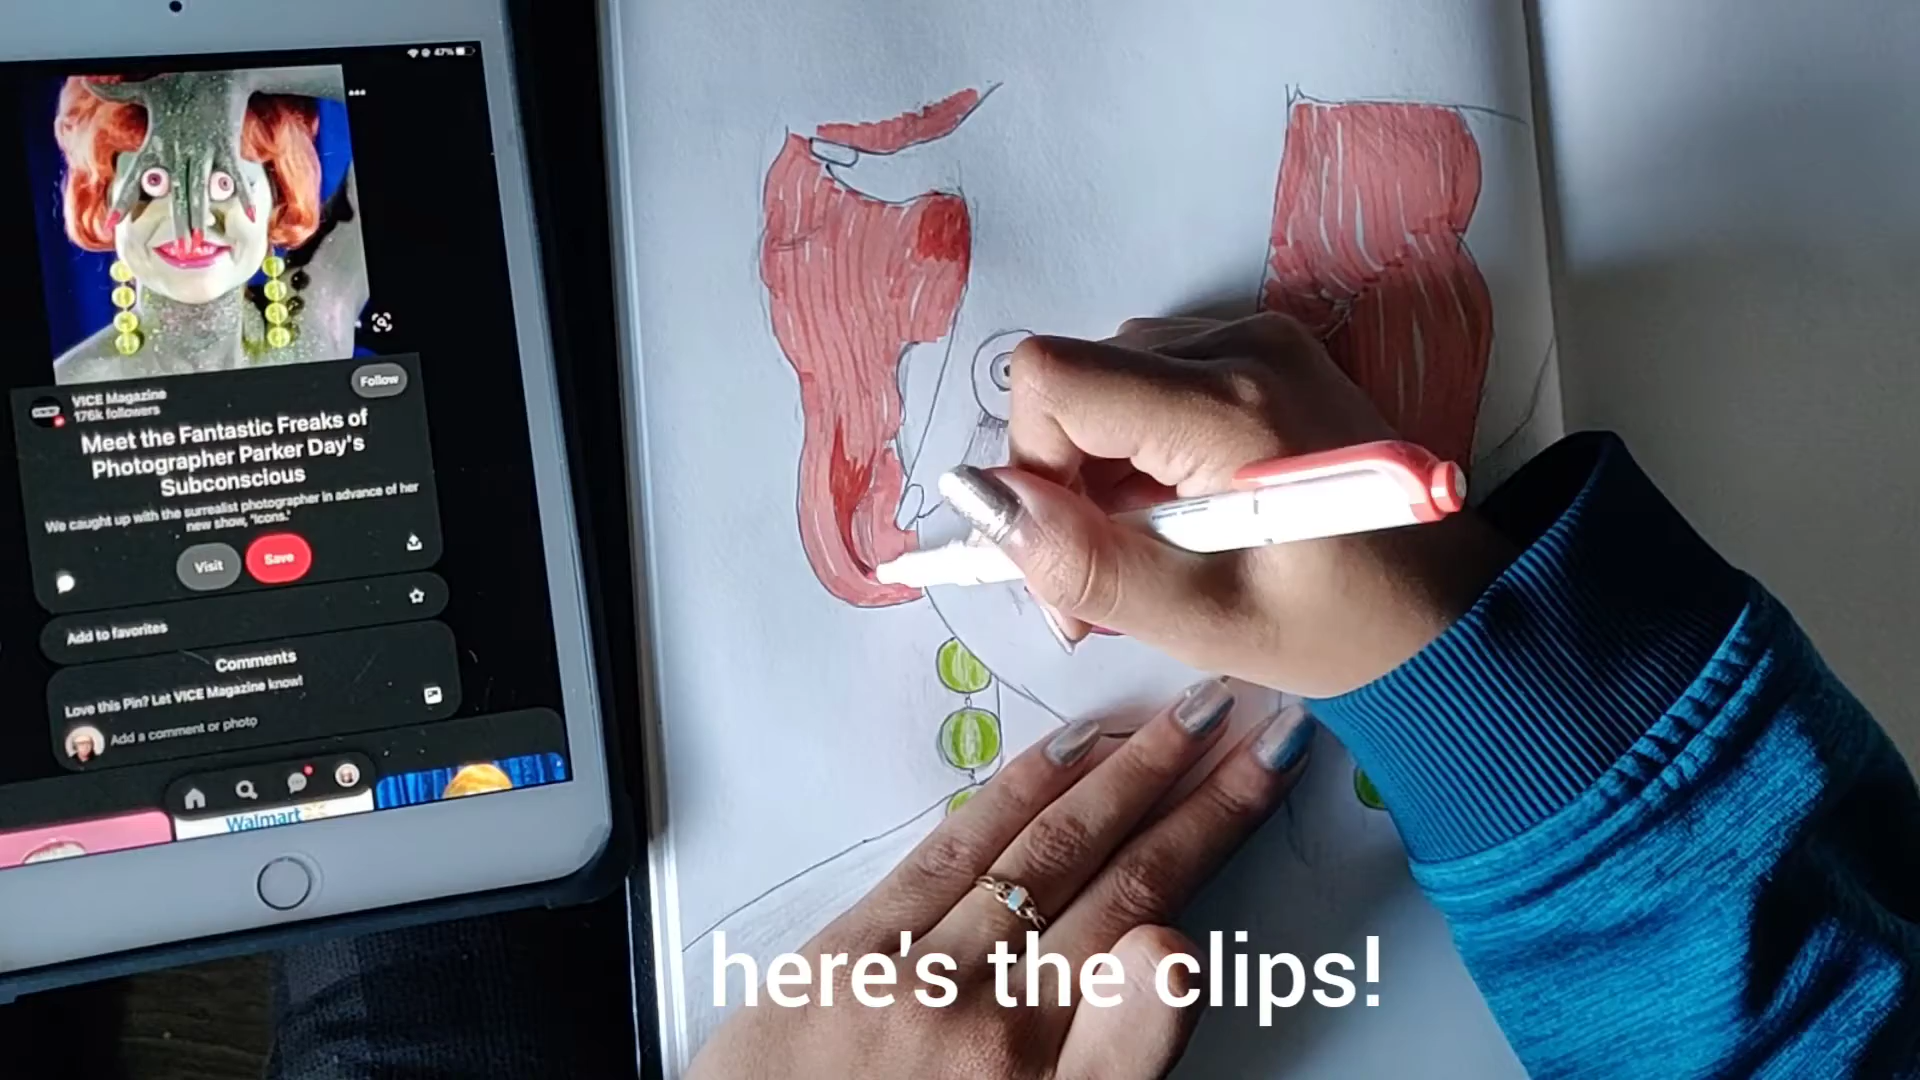 47%
VICE Magazine
176k followers
Follow
Meet the Fantastic Freaks of
Photographer Parker Day's
Subconscious
We caught up with the surrealist photographer in advance of her
new show, "Icons."
Visit
Save
Add to favorites
Comments
Love this Pin? Let VICE Magazine know!
Add a comment or photo
Walmart
here's the clips!